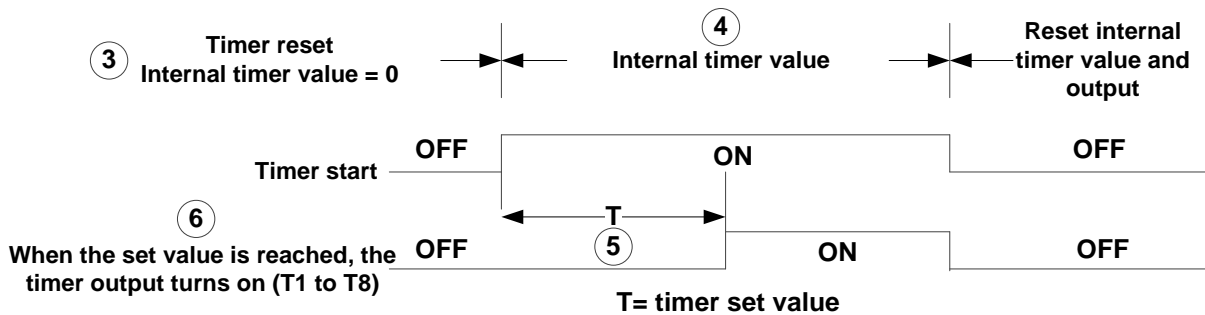 ③ Timer reset
Internal timer value = 0
④
Internal timer value
Reset internal
timer value and
output
Timer start
OFF
ON
OFF
⑥
When the set value is reached, the
timer output turns on (T1 to T8)
OFF
T
⑤
ON
OFF
T= timer set value